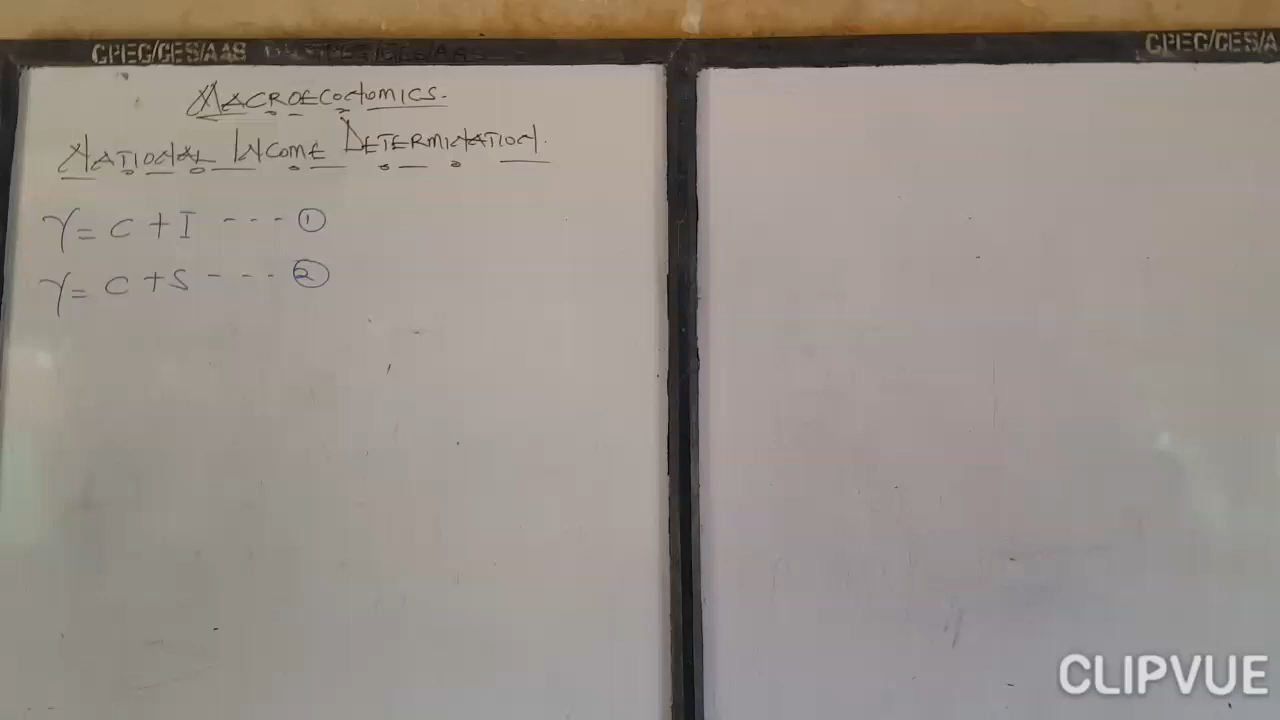 CPEC/CES/AAS
CPEC/CES/A
MACROECONOMICS.
NATIONAL INCOME DETERMINATION.
Y = C + I - - - - ①
Y = C + S - - - - ②
CLIPVUE